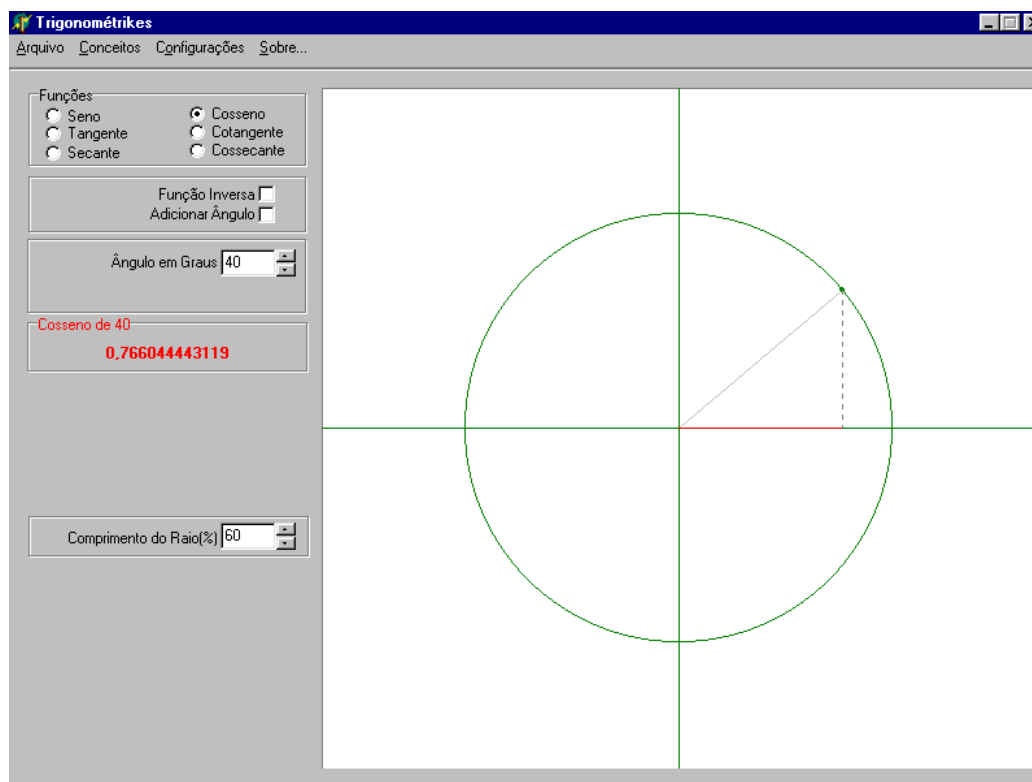 Trigonométrikes
Arquivo Conceitos Configurações Sobre...
Funções
Seno Cosseno
Tangente Cotangente
Secante Cossecante
Função Inversa
Adicionar Ângulo
Ângulo em Graus 40
Cosseno de 40
0,766044443119
Comprimento do Raio(%) 60